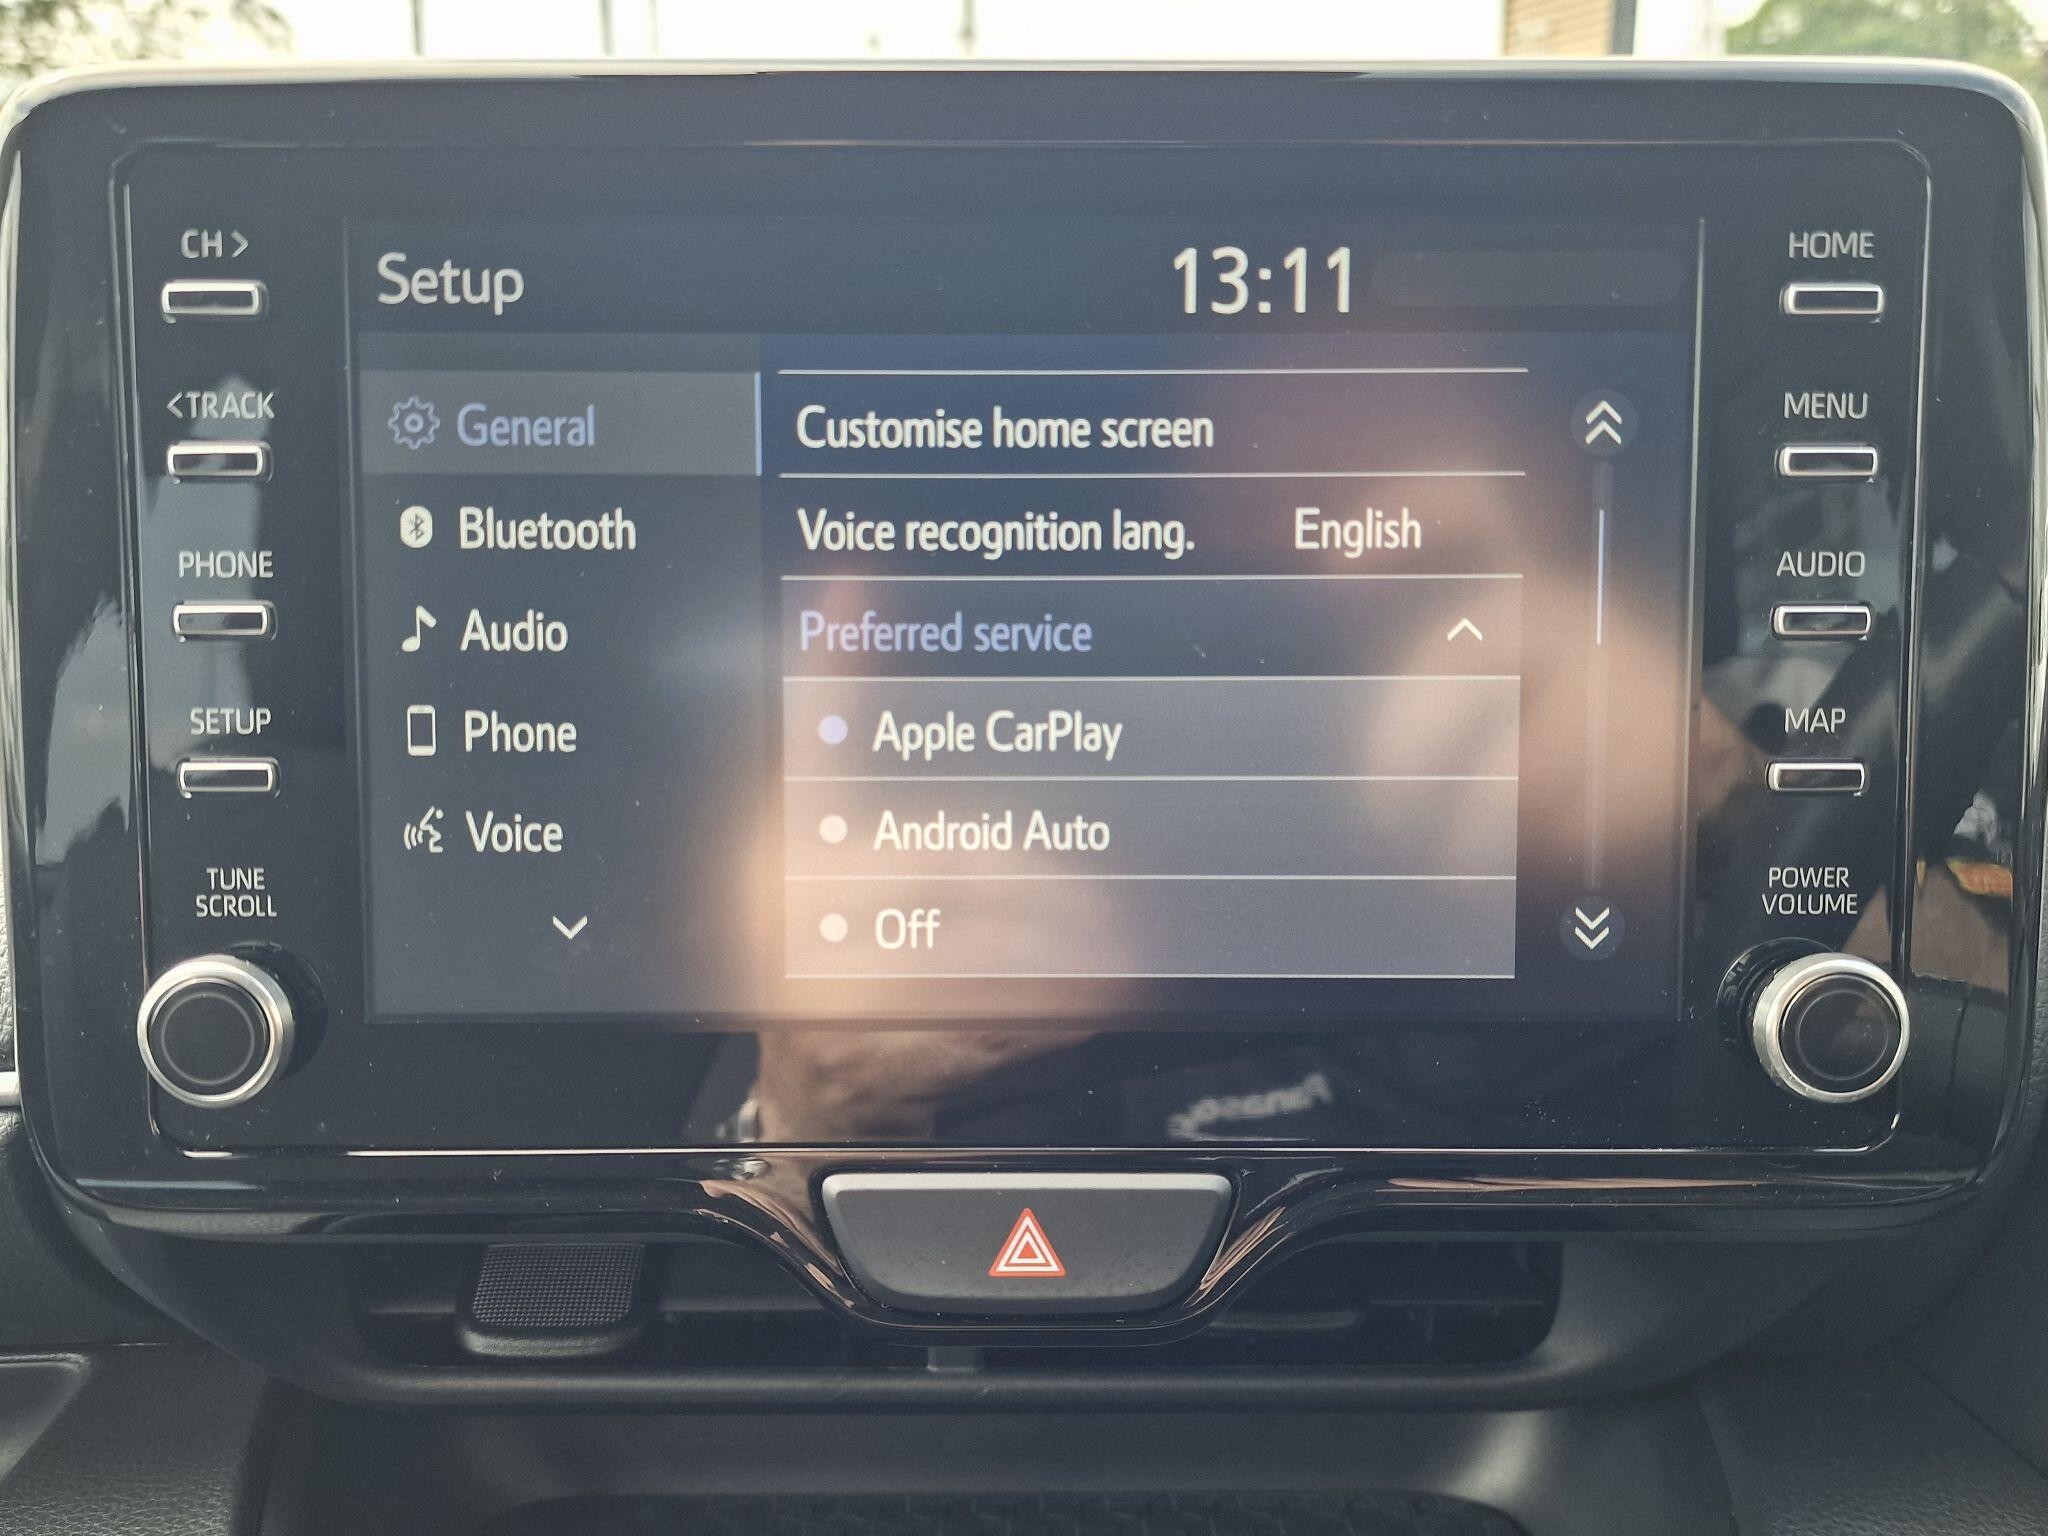 CH >
<TRACK
PHONE
SETUP
TUNE
SCROLL
Setup
13:11
General
Bluetooth
Audio
Phone
Voice
Customise home screen
Voice recognition lang. English
Preferred service
Apple CarPlay
Android Auto
Off
HOME
MENU
AUDIO
MAP
POWER
VOLUME